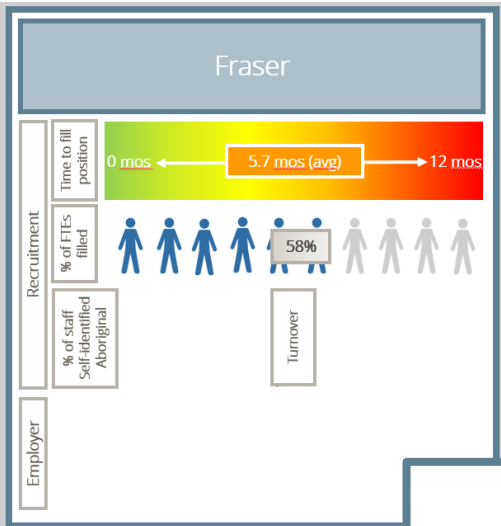 Fraser
Recruitment
Time to fill
position
0 mos
5.7 mos (avg)
12 mos
% of FTEs
filled
58%
% of staff
Self-identified
Aboriginal
Turnover
Employer